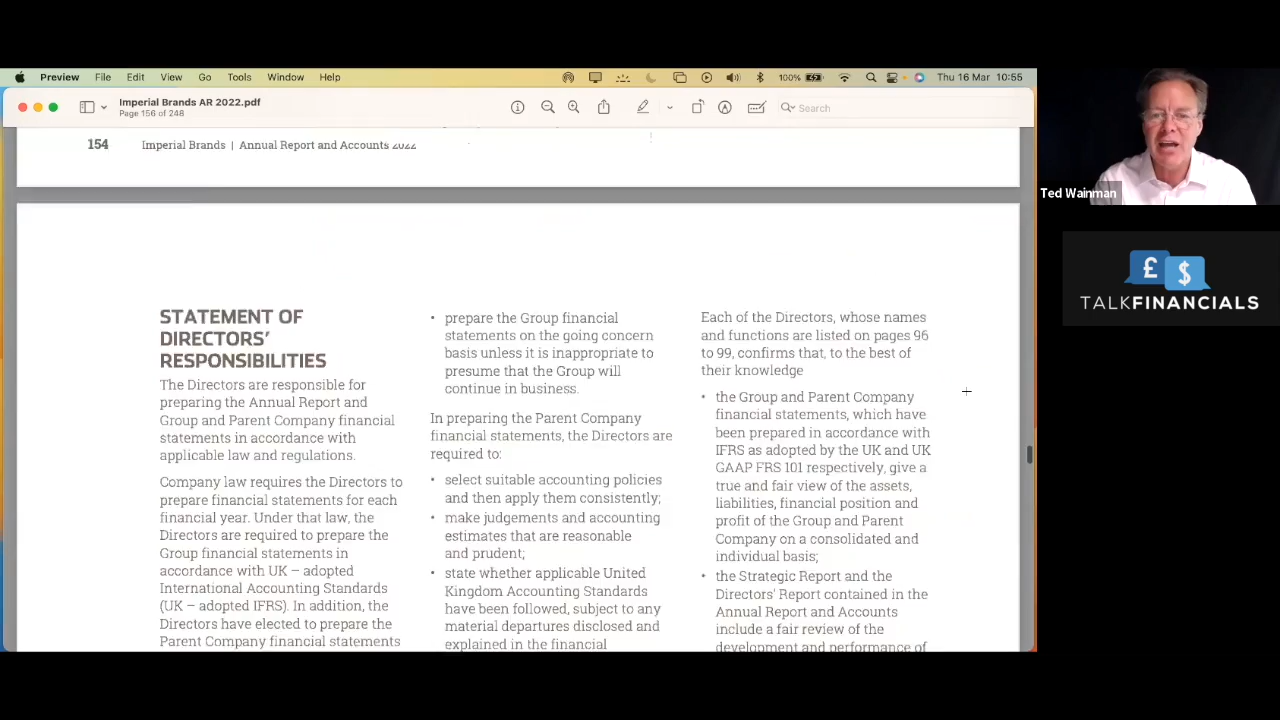 Preview File Edit View Go Tools Window Help 100% Thu 16 Mar 10:55
Imperial Brands AR 2022.pdf
Page 156 of 248
Search
154 Imperial Brands | Annual Report and Accounts 2022
STATEMENT OF
DIRECTORS'
RESPONSIBILITIES
The Directors are responsible for
preparing the Annual Report and
Group and Parent Company financial
statements in accordance with
applicable law and regulations.
Company law requires the Directors to
prepare financial statements for each
financial year. Under that law, the
Directors are required to prepare the
Group financial statements in
accordance with UK – adopted
International Accounting Standards
(UK – adopted IFRS). In addition, the
Directors have elected to prepare the
Parent Company financial statements
• prepare the Group financial
statements on the going concern
basis unless it is inappropriate to
presume that the Group will
continue in business.
In preparing the Parent Company
financial statements, the Directors are
required to:
• select suitable accounting policies
and then apply them consistently;
• make judgements and accounting
estimates that are reasonable
and prudent;
• state whether applicable United
Kingdom Accounting Standards
have been followed, subject to any
material departures disclosed and
explained in the financial
Each of the Directors, whose names
and functions are listed on pages 96
to 99, confirms that, to the best of
their knowledge
• the Group and Parent Company
financial statements, which have
been prepared in accordance with
IFRS as adopted by the UK and UK
GAAP FRS 101 respectively, give a
true and fair view of the assets,
liabilities, financial position and
profit of the Group and Parent
Company on a consolidated and
individual basis;
• the Strategic Report and the
Directors' Report contained in the
Annual Report and Accounts
include a fair review of the
development and performance of
Ted Wainman
£ $
TALKFINANCIALS